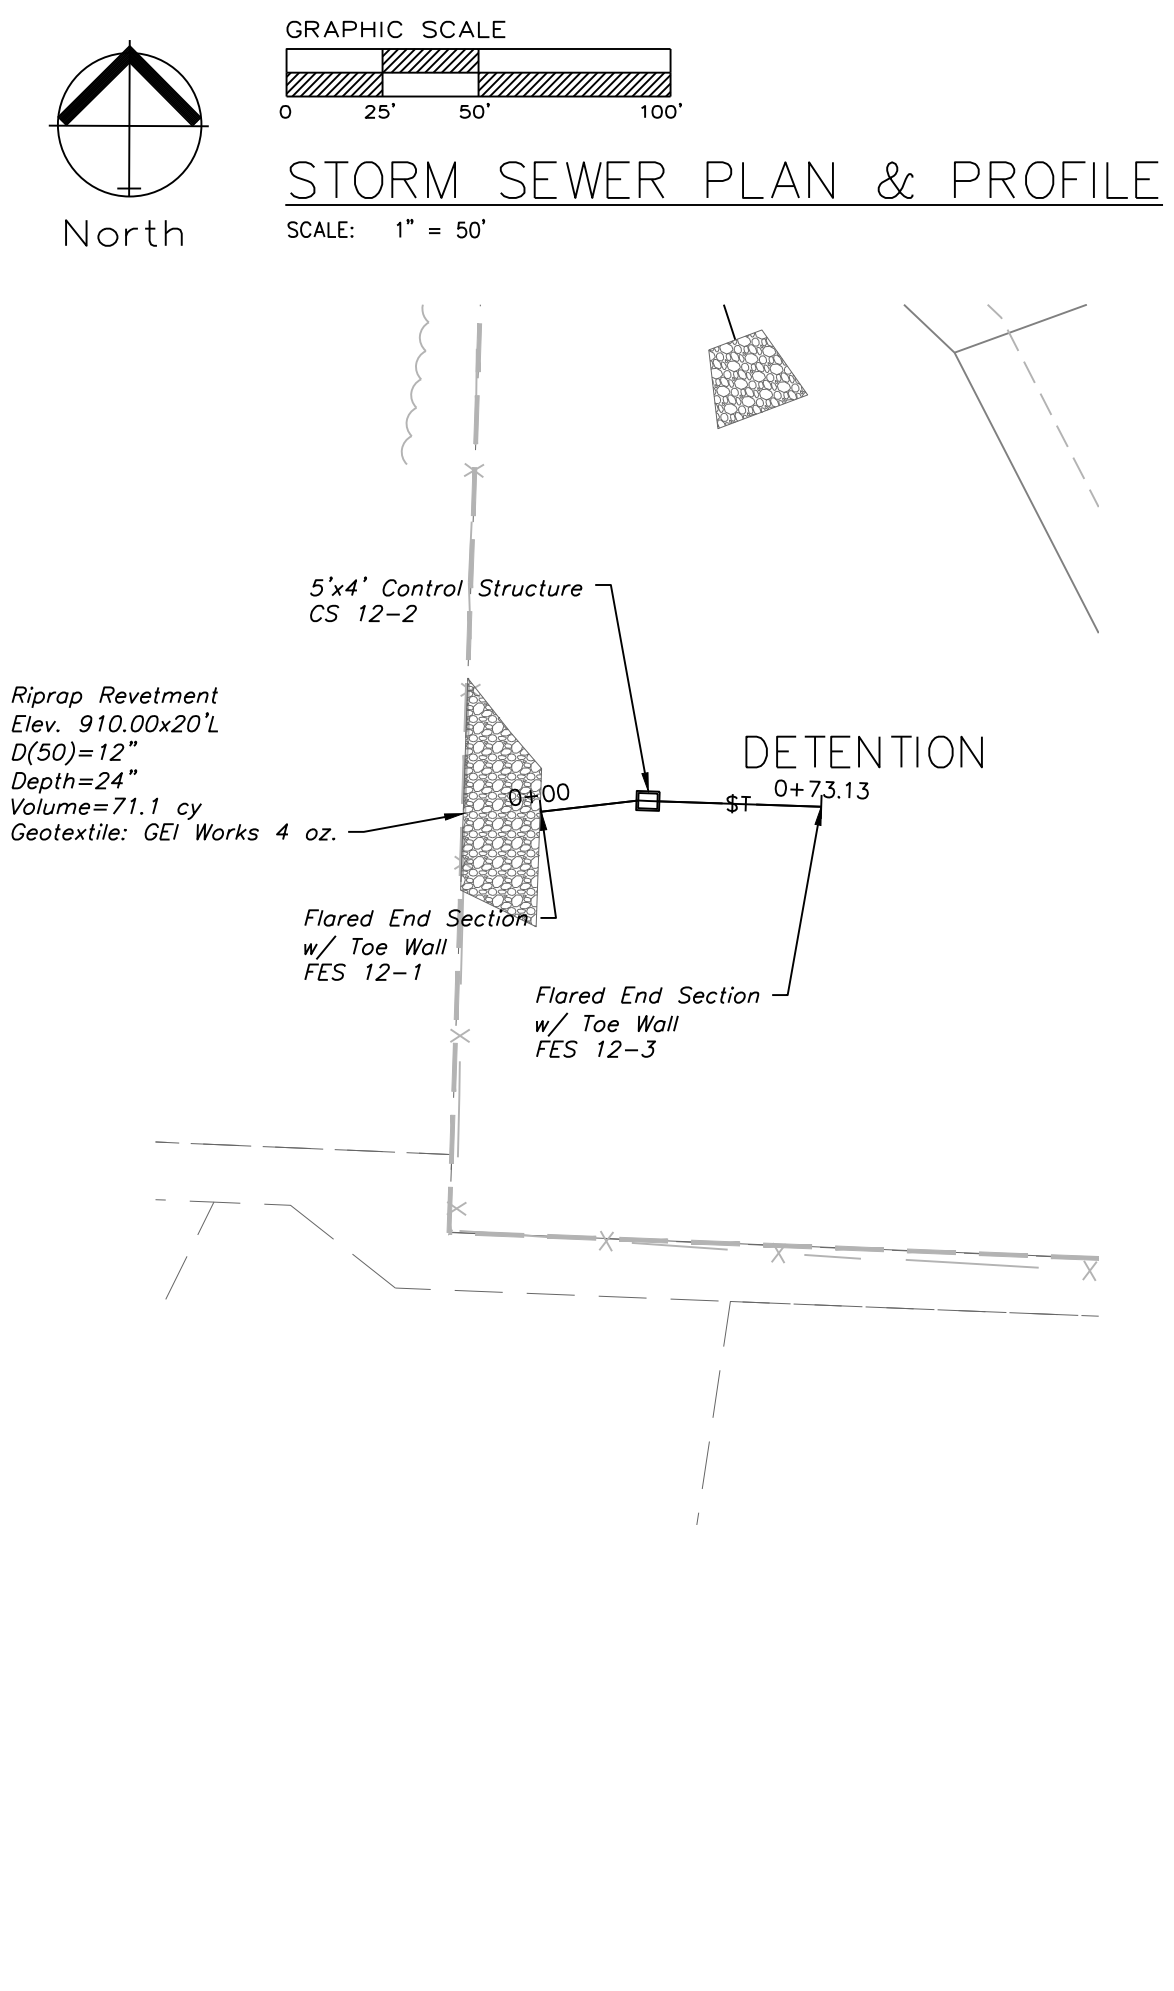 GRAPHIC SCALE
0 25' 50' 100'
STORM SEWER PLAN & PROFILE
SCALE: 1" = 50'
North
5'x4' Control Structure
CS 12-2
Riprap Revetment
Elev. 910.00x20'L
D(50)=12"
Depth=24"
Volume=71.1 cy
Geotextile: GEI Works 4 oz.
DETENTION
0+00
0+73.13
Flared End Section
w/ Toe Wall
FES 12-1
Flared End Section
w/ Toe Wall
FES 12-3